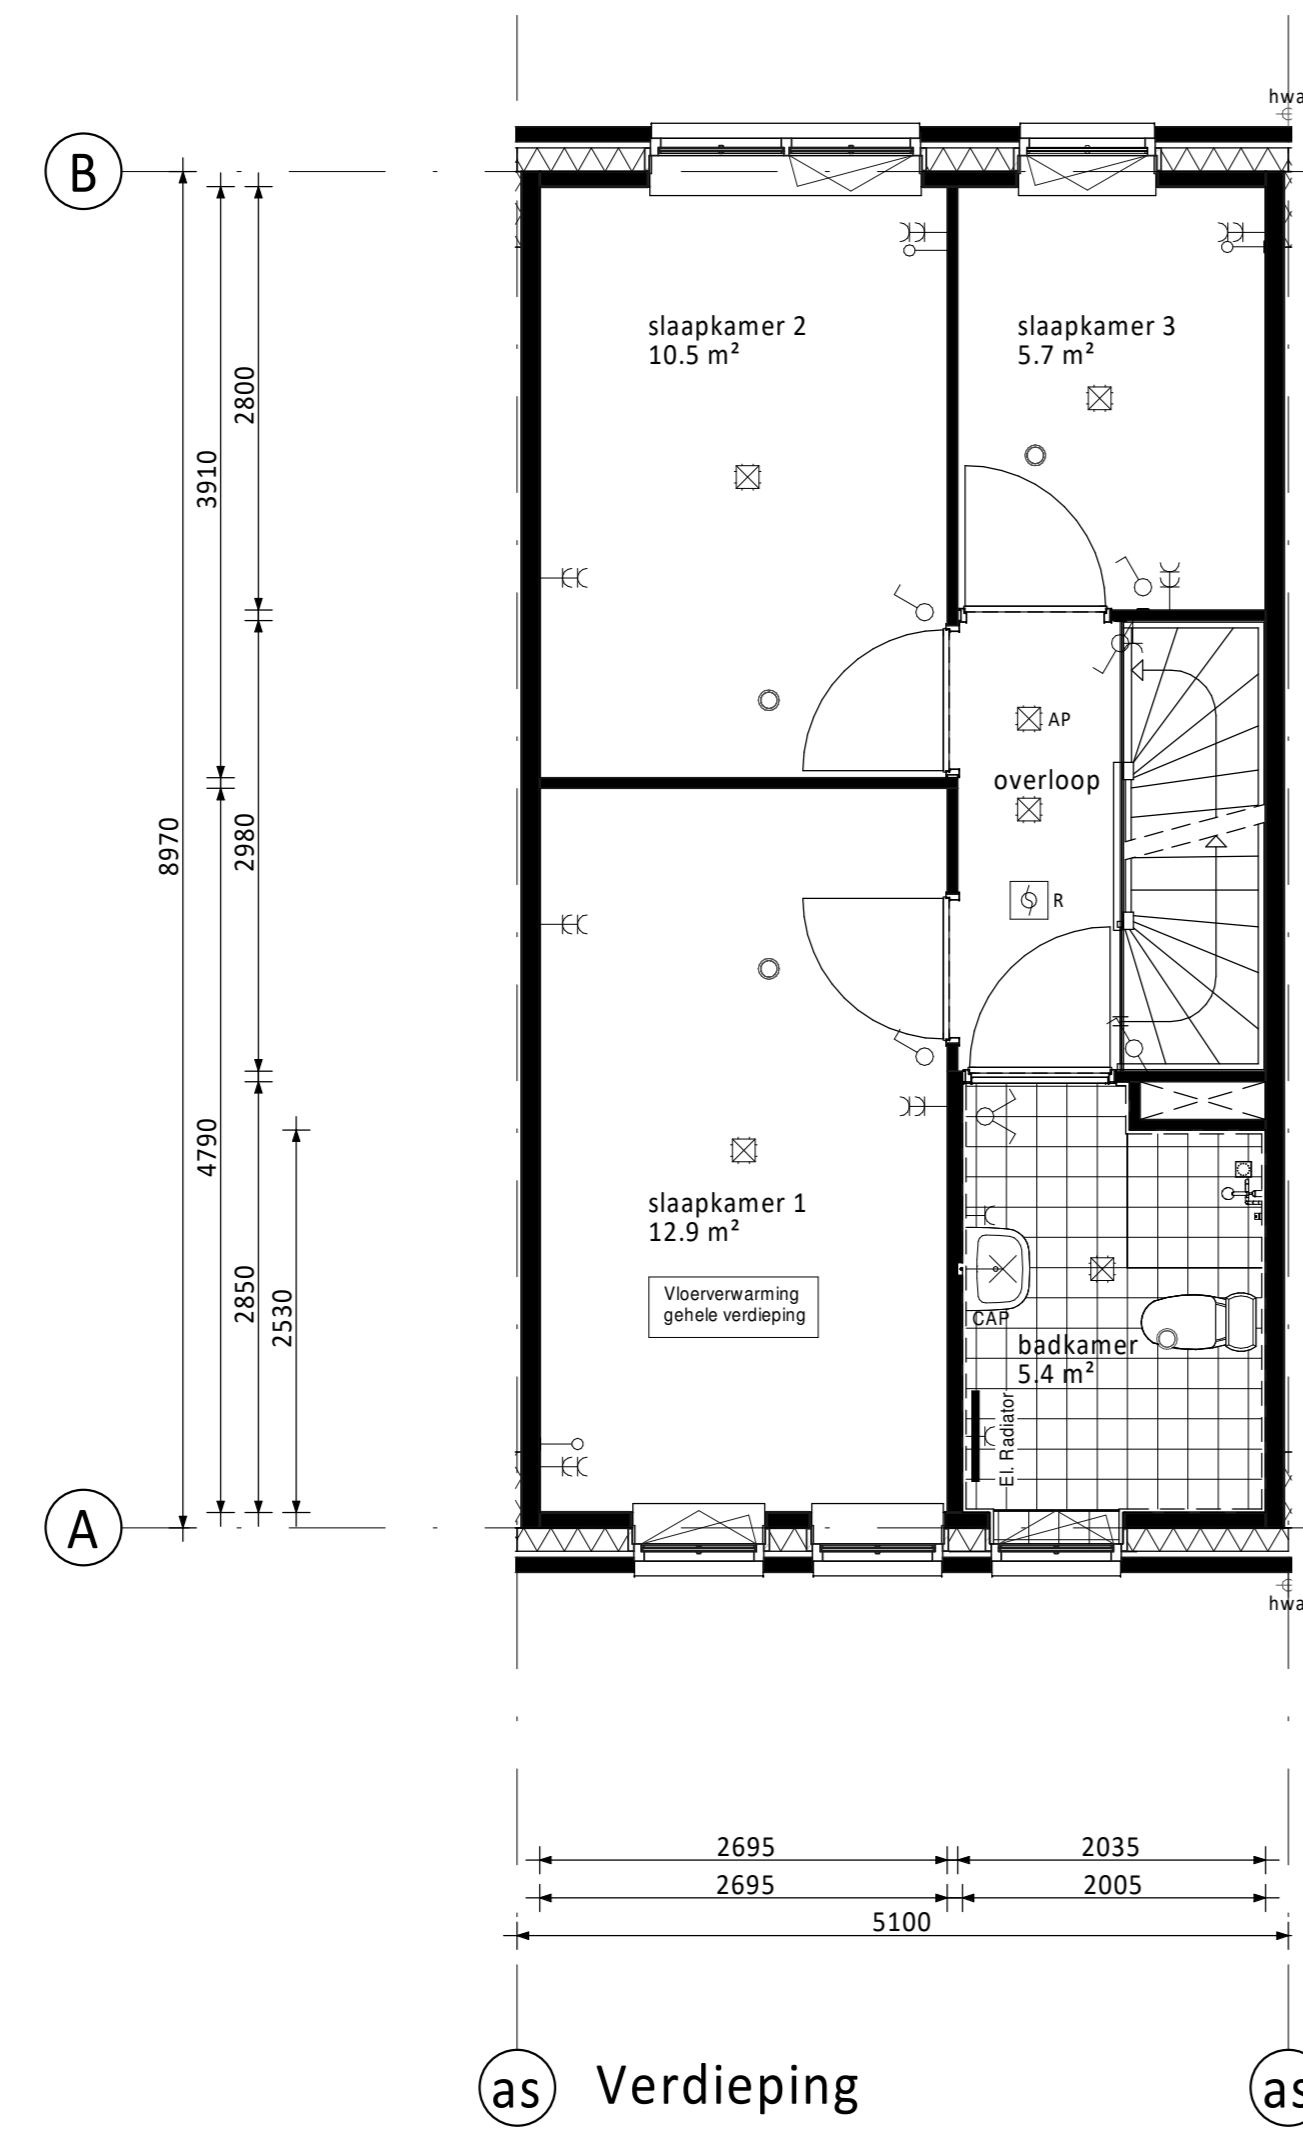 hwa
B
slaapkamer 2
10.5 m²
slaapkamer 3
5.7 m²
2800
3910
AP
overloop
8970
2980
R
4790
slaapkamer 1
12.9 m²
2850
2530
Vloerverwarming
gehele verdieping
CAP
badkamer
5.4 m²
El. Radiator
A
hwa
2695
2035
2695
2005
5100
as
Verdieping
as